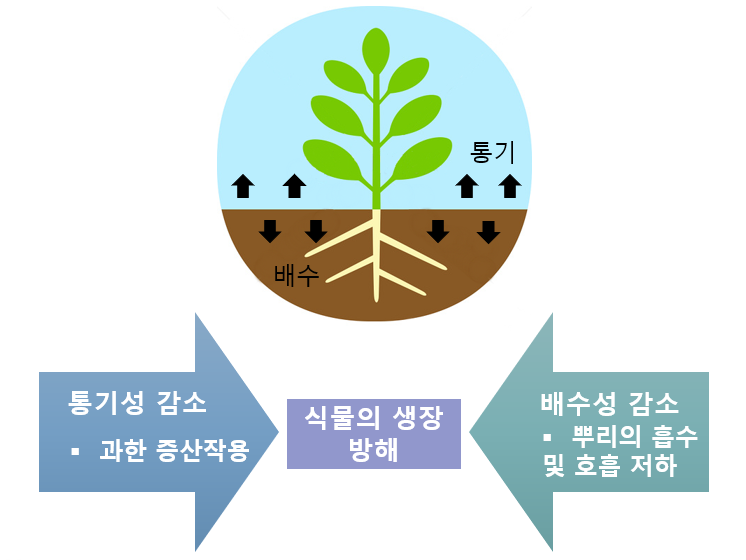 통기
배수
통기성 감소
▪ 과한 증산작용
식물의 생장
방해
배수성 감소
▪ 뿌리의 흡수
및 호흡 저하